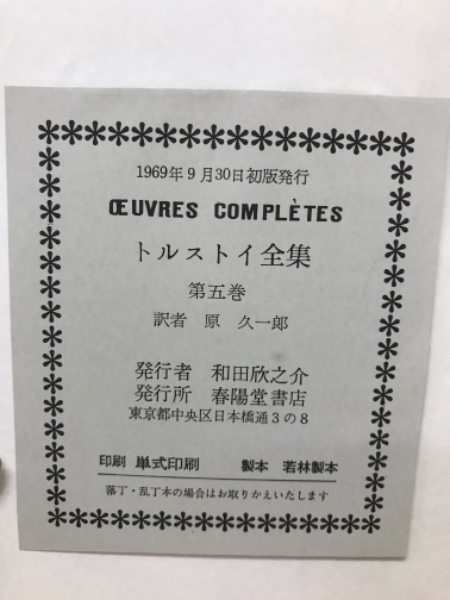 1969年9月30日初版発行
ŒUVRES COMPLÈTES
トルストイ全集
第五巻
訳者 原 久一郎
発行者 和田欣之介
発行所 春陽堂書店
東京都中央区日本橋通3の8
印刷 単式印刷 製本 若林製本
落丁・乱丁本の場合はお取りかえいたします